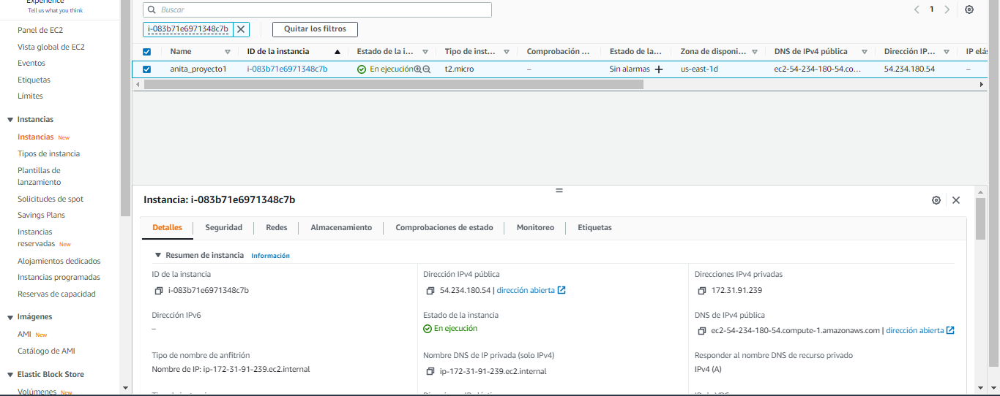 Experience
Tell us what you think
Panel de EC2
Vista global de EC2
Eventos
Etiquetas
Límites
Instancias
Instancias New
Tipos de instancia
Plantillas de
lanzamiento
Solicitudes de spot
Savings Plans
Instancias
reservadas New
Alojamientos dedicados
Instancias programadas
Reservas de capacidad
Imágenes
AMI New
Catálogo de AMI
Elastic Block Store
Volúmenes New
Buscar
1
i-083b71e6971348c7b
Quitar los filtros
Name ID de la instancia Estado de la i... Tipo de inst... Comprobación ... Estado de la... Zona de disponi... DNS de IPv4 pública Dirección IP... IP elás
anita_proyecto1 i-083b71e6971348c7b En ejecución t2.micro – Sin alarmas + us-east-1d ec2-54-234-180-54.co... 54.234.180.54 –
Instancia: i-083b71e6971348c7b
Detalles Seguridad Redes Almacenamiento Comprobaciones de estado Monitoreo Etiquetas
Resumen de instancia Información
ID de la instancia Dirección IPv4 pública Direcciones IPv4 privadas
i-083b71e6971348c7b 54.234.180.54 | dirección abierta 172.31.91.239
Dirección IPv6 Estado de la instancia DNS de IPv4 pública
– En ejecución ec2-54-234-180-54.compute-1.amazonaws.com | dirección abierta
Tipo de nombre de anfitrión Nombre DNS de IP privada (solo IPv4) Responder al nombre DNS de recurso privado
Nombre de IP: ip-172-31-91-239.ec2.internal ip-172-31-91-239.ec2.internal IPv4 (A)